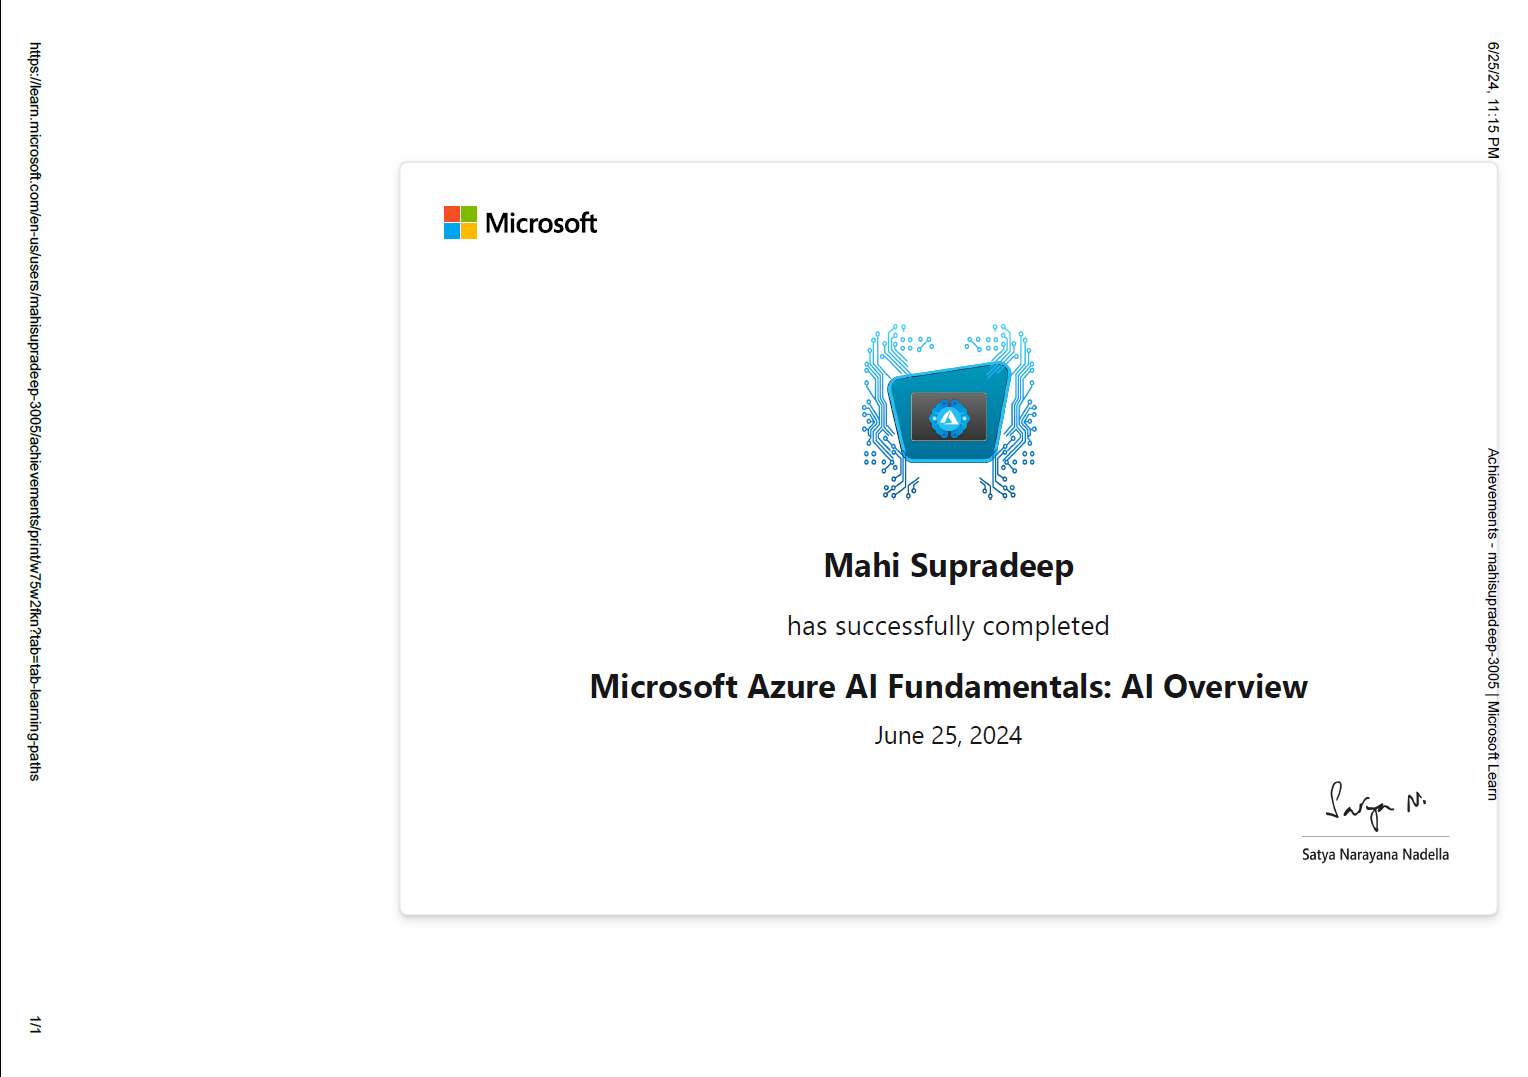 6/25/24, 11:15 PM
Achievements - mahisupradeep-3005 | Microsoft Learn
Microsoft
Mahi Supradeep
has successfully completed
Microsoft Azure AI Fundamentals: AI Overview
June 25, 2024
Satya N.
Satya Narayana Nadella
https://learn.microsoft.com/en-us/users/mahisupradeep-3005/achievements/print/w75w2fkn?tab=tab-learning-paths
1/1